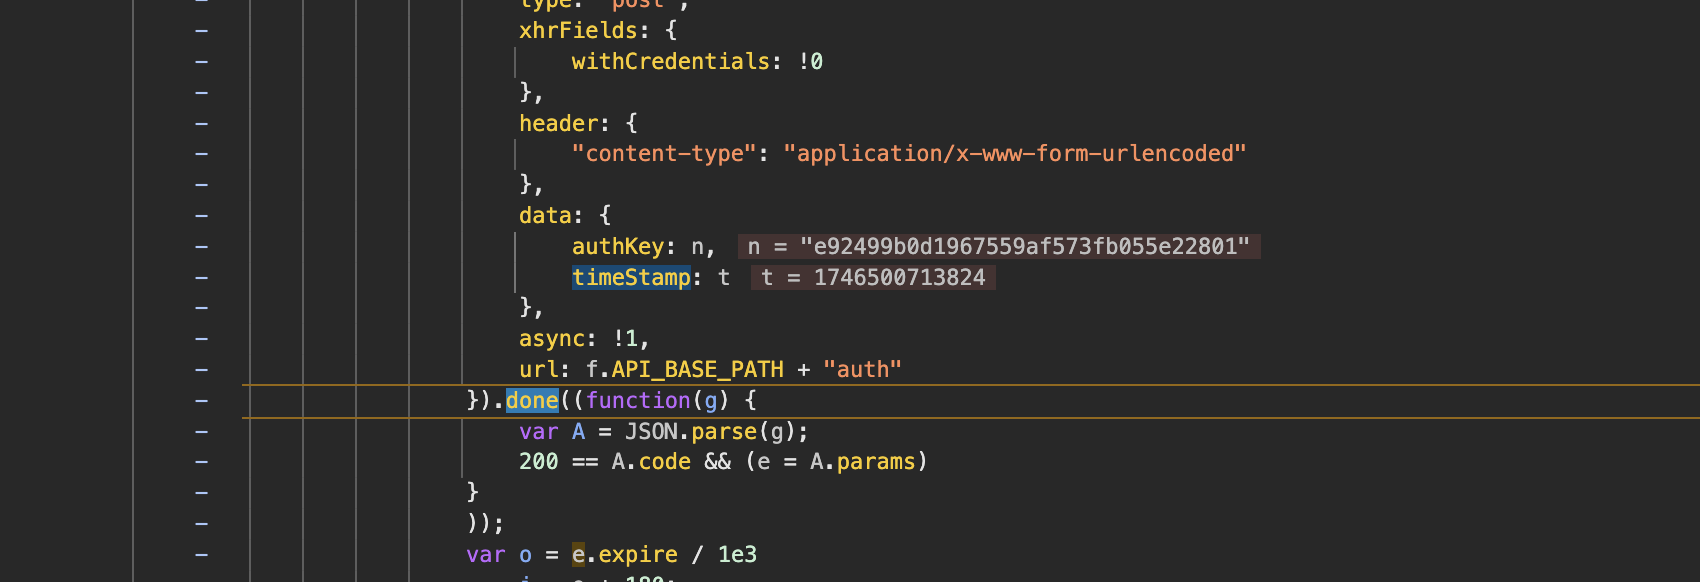 type: "post",
xhrFields: {
withCredentials: !0
},
header: {
"content-type": "application/x-www-form-urlencoded"
},
data: {
authKey: n, n = "e92499b0d1967559af573fb055e22801"
timeStamp: t t = 1746500713824
},
async: !1,
url: f.API_BASE_PATH + "auth"
}).done((function(g) {
var A = JSON.parse(g);
200 == A.code && (e = A.params)
}
));
var o = e.expire / 1e3